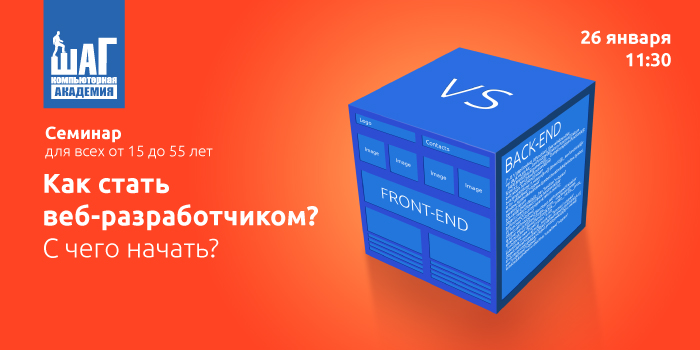 ШАГ
КОМПЬЮТЕРНАЯ
АКАДЕМИЯ
26 января
11:30
Семинар
для всех от 15 до 55 лет
Как стать
веб-разработчиком?
С чего начать?
VS
Logo
Contacts
Image
Image
Image
Image
FRONT-END
BACK-END